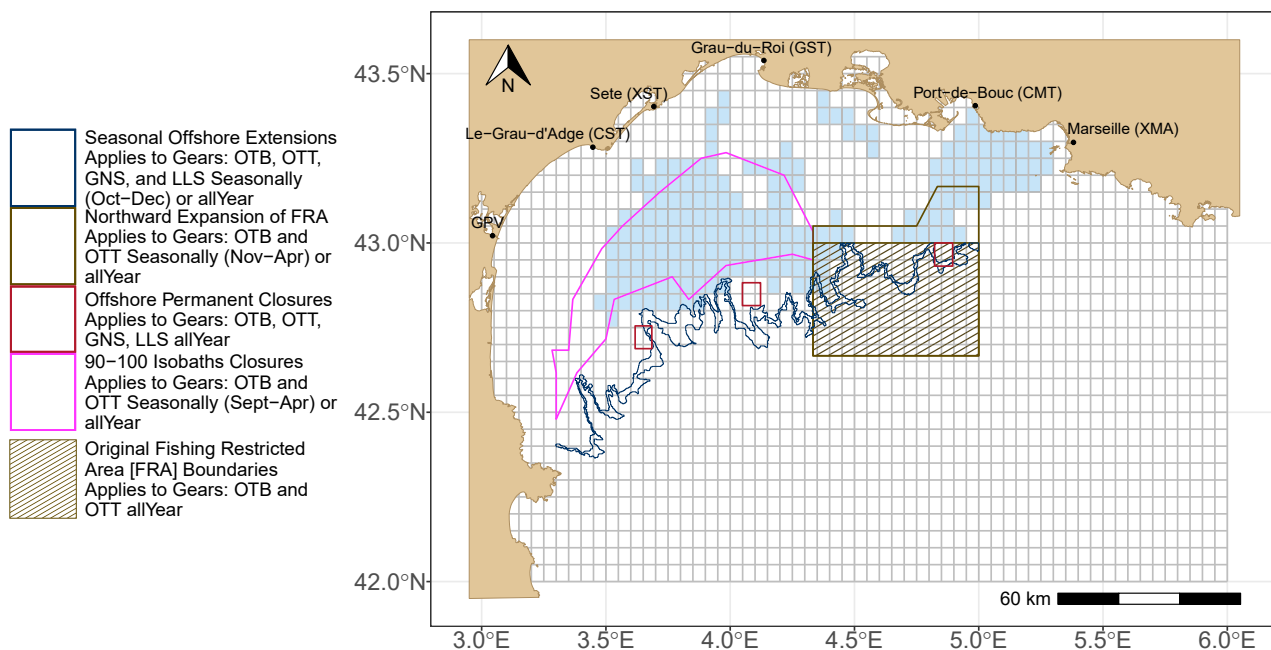 Seasonal Offshore Extensions
Applies to Gears: OTB, OTT,
GNS, and LLS Seasonally
(Oct−Dec) or allYear
Northward Expansion of FRA
Applies to Gears: OTB and
OTT Seasonally (Nov−Apr) or
allYear
Offshore Permanent Closures
Applies to Gears: OTB, OTT,
GNS, LLS allYear
90−100 Isobaths Closures
Applies to Gears: OTB and
OTT Seasonally (Sept−Apr) or
allYear
Original Fishing Restricted
Area [FRA] Boundaries
Applies to Gears: OTB and
OTT allYear
43.5°N
43.0°N
42.5°N
42.0°N
N
Grau-du-Roi (GST)
Sete (XST)
Port-de-Bouc (CMT)
Le-Grau-d'Adge (CST)
Marseille (XMA)
GPV
60 km
3.0°E
3.5°E
4.0°E
4.5°E
5.0°E
5.5°E
6.0°E